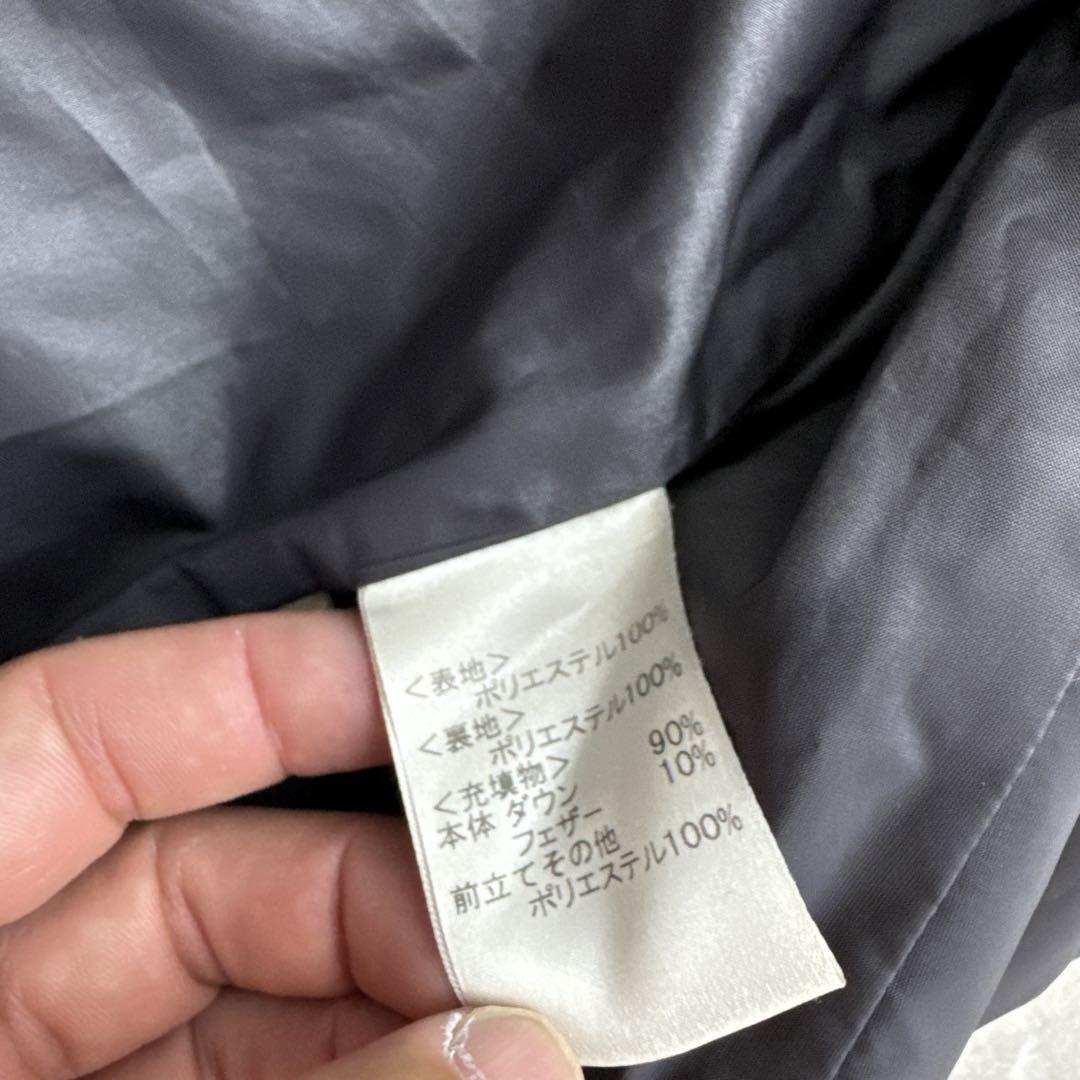 <表地>
ポリエステル100%
<裏地>
ポリエステル100%
<充填物>
本体 ダウン 90%
フェザー 10%
前立てその他
ポリエステル100%